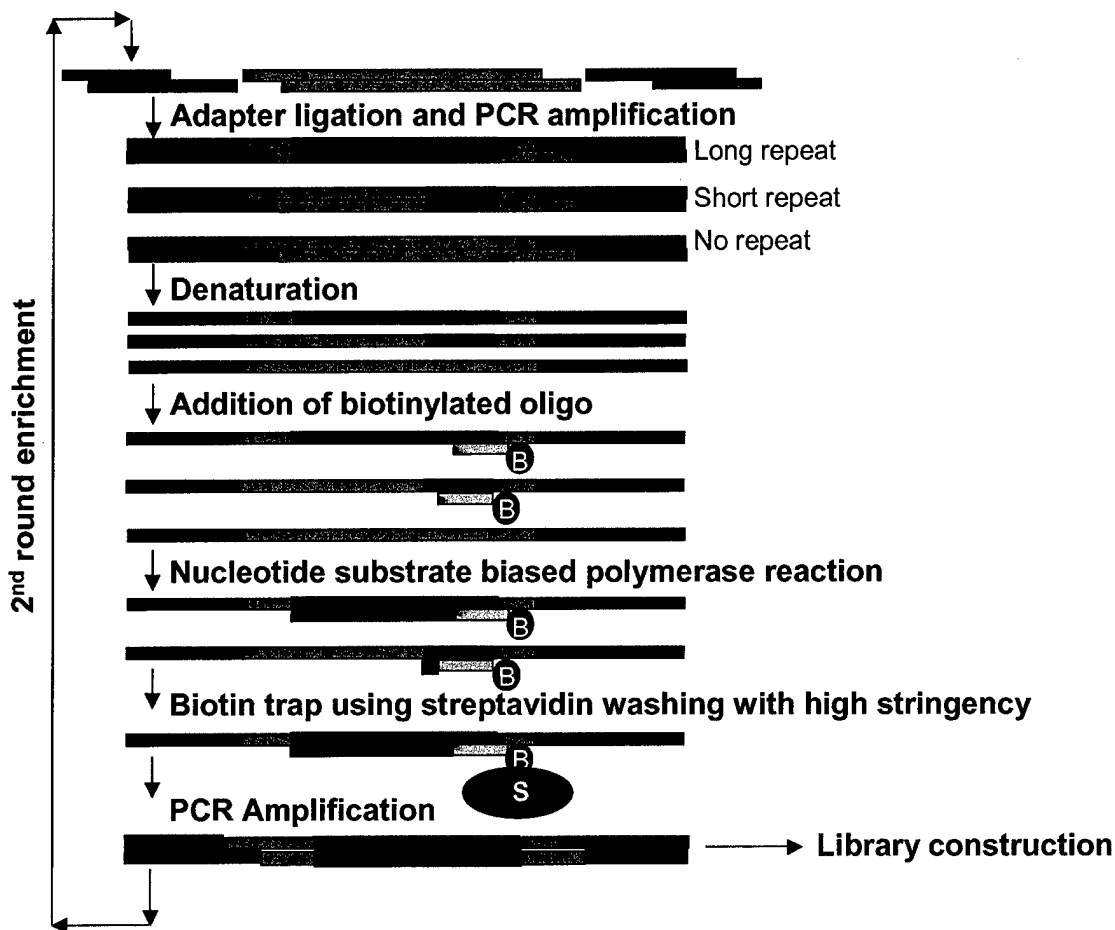 Adapter ligation and PCR amplification
Long repeat
Short repeat
No repeat
Denaturation
Addition of biotinylated oligo
B
B
Nucleotide substrate biased polymerase reaction
B
B
Biotin trap using streptavidin washing with high stringency
B
S
PCR Amplification
Library construction
2nd round enrichment